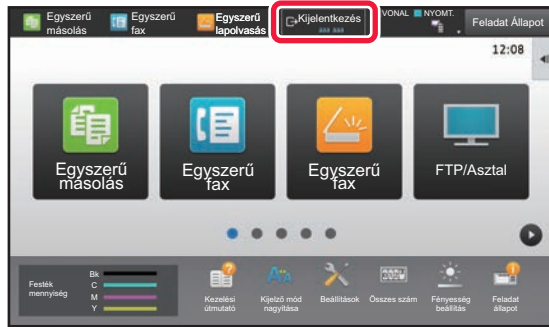 Egyszerű
másolás
Egyszerű
fax
Egyszerű
lapolvasás
Kijelentkezés
VONAL
NYOMT.
Feladat Állapot
12:08
Egyszerű
másolás
Egyszerű
fax
Egyszerű
fax
FTP/Asztal
Festék
mennyiség
Bk
C
M
Y
Kezelési
útmutató
Kijelző mód
nagyítása
Beállítások
Összes szám
Fényesség
beállítás
Feladat
állapot